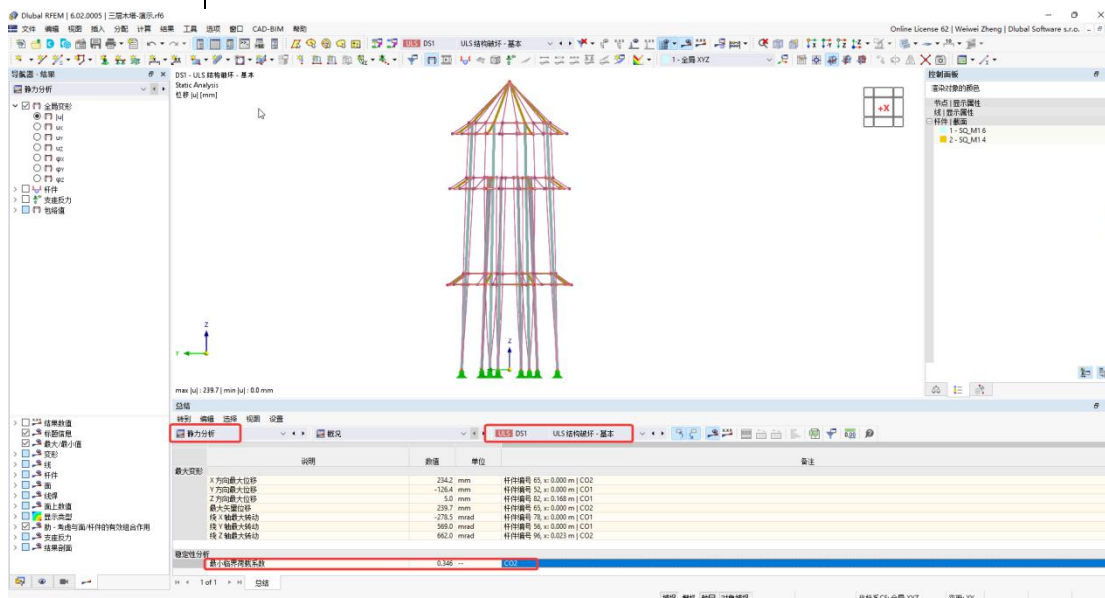 Dlubal RFEM | 6.02.0005 | 三层木塔-演示.rf6
文件 编辑 视图 插入 分配 计算 结果 工具 选项 窗口 CAD-BIM 帮助
Online License 62 | Weiwei Zheng | Dlubal Software s.r.o.
ULS DS1 ULS 结构破坏 - 基本
1 - 全局 XYZ
导航器 - 结果
静力分析
全局变形
|u|
ux
uY
uZ
φX
φY
φZ
杆件
支座反力
包络值
DS1 - ULS 结构破坏 - 基本
Static Analysis
位移 |u| [mm]
+X
Z
Y
Z
max |u| : 239.7 | min |u| : 0.0 mm
控制面板
渲染对象的颜色
节点 | 显示属性
线 | 显示属性
杆件 | 截面
1 - SQ_M1 6
2 - SQ_M1 4
结果数值
标题信息
最大/最小值
变形
线
杆件
面
线焊
面上数值
显示类型
肋 - 考虑与面/杆件的有效组合作用
支座反力
结果剖面
总结
转到 编辑 选择 视图 设置
静力分析 概况 ULS DS1 ULS 结构破坏 - 基本
说明 数值 单位 备注
最大变形
X 方向最大位移 234.2 mm 杆件编号 65, x: 0.000 m | CO2
Y 方向最大位移 -126.4 mm 杆件编号 52, x: 0.000 m | CO1
Z 方向最大位移 5.0 mm 杆件编号 82, x: 0.168 m | CO1
最大矢量位移 239.7 mm 杆件编号 65, x: 0.000 m | CO2
绕 X 轴最大转动 -278.5 mrad 杆件编号 78, x: 0.000 m | CO1
绕 Y 轴最大转动 569.0 mrad 杆件编号 56, x: 0.000 m | CO1
绕 Z 轴最大转动 662.0 mrad 杆件编号 96, x: 0.023 m | CO2
稳定性分析
最小临界荷载系数 0.346 -- CO2
1 of 1 总结